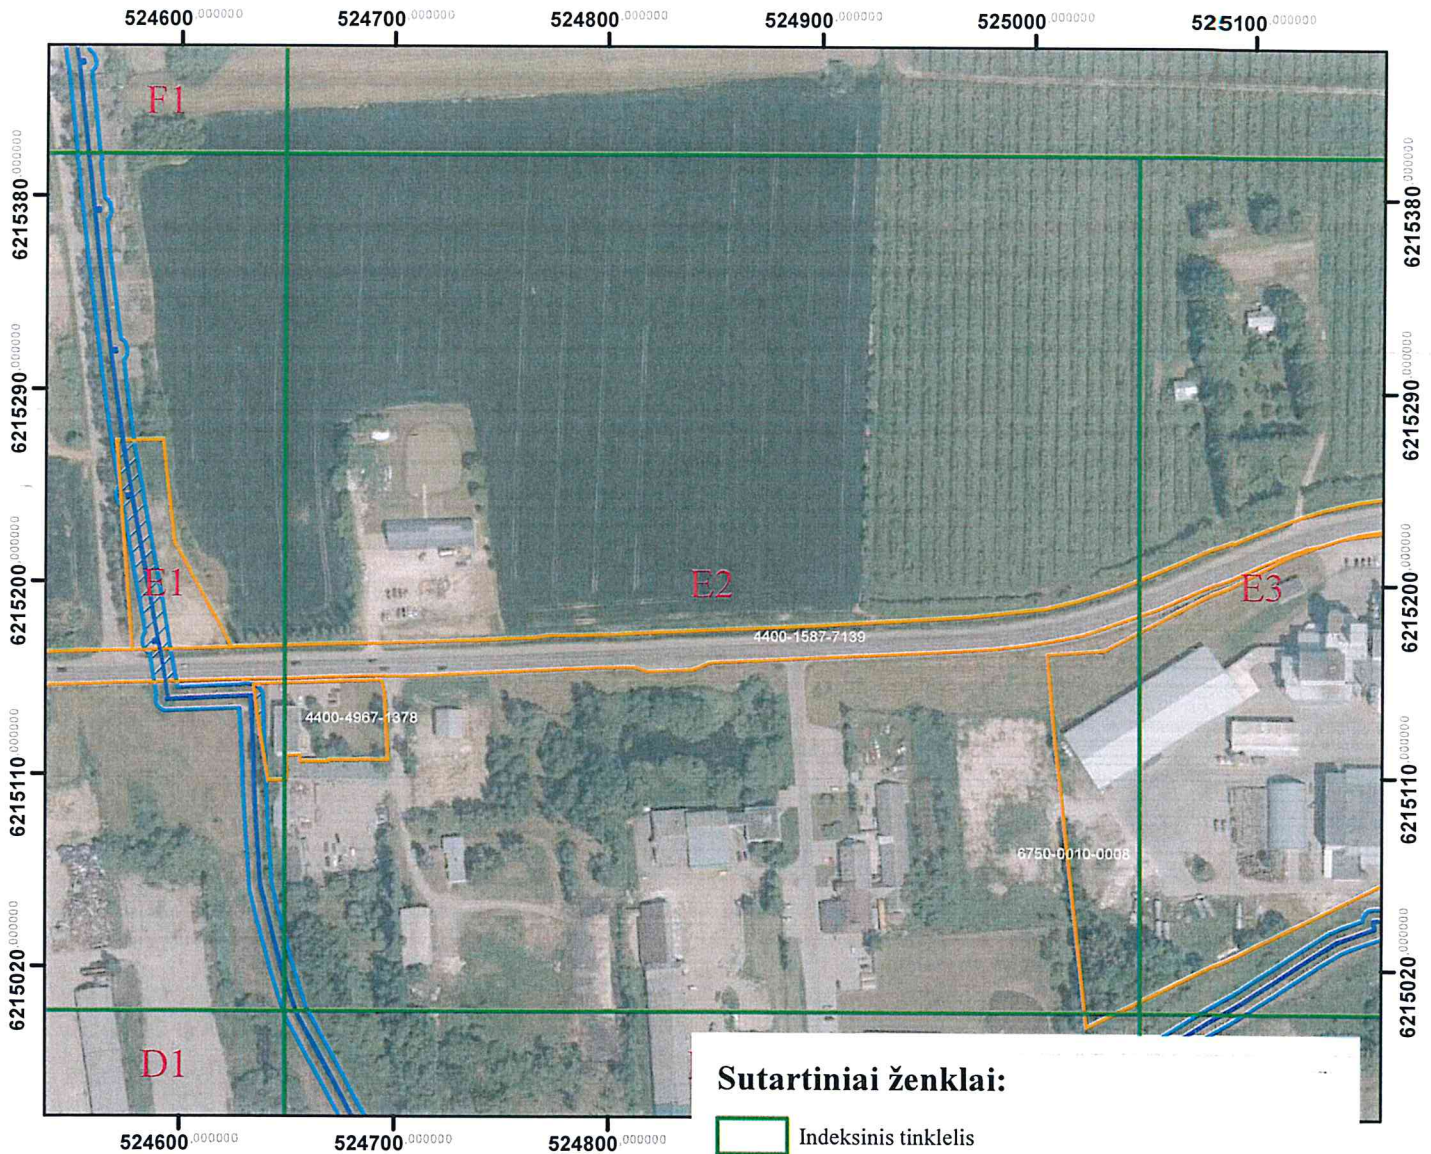 524600.000000 524700.000000 524800.000000 524900.000000 525000.000000 525100.000000
F1
6215380.000000
6215380.000000
6215290.000000
6215290.000000
E1
E2
E3
6215200.000000
6215200.000000
4400-1587-7139
4400-4967-1378
6215110.000000
6215110.000000
6750-0010-0008
6215020.000000
6215020.000000
D1
Sutartiniai ženklai:
Indeksinis tinklelis
524600.000000 524700.000000 524800.000000